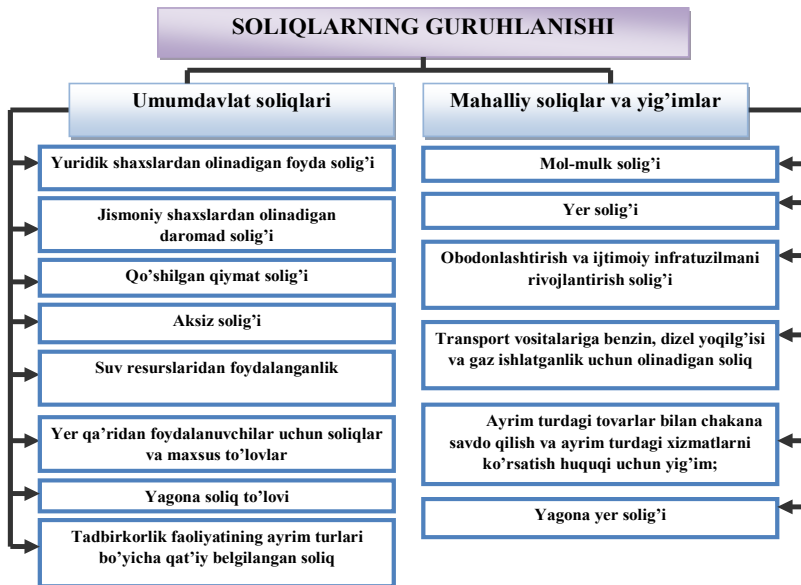 SOLIQLARNING GURUHLANISHI
Umumdavlat soliqlari
Yuridik shaxslardan olinadigan foyda solig’i
Jismoniy shaxslardan olinadigan
daromad solig’i
Qo’shilgan qiymat solig’i
Aksiz solig’i
Suv resurslaridan foydalanganlik
Yer qa’ridan foydalanuvchilar uchun soliqlar
va maxsus to’lovlar
Yagona soliq to’lovi
Tadbirkorlik faoliyatining ayrim turlari
bo’yicha qat’iy belgilangan soliq
Mahalliy soliqlar va yig’imlar
Mol-mulk solig’i
Yer solig’i
Obodonlashtirish va ijtimoiy infratuzilmani
rivojlantirish solig’i
Transport vositalariga benzin, dizel yoqilg’isi
va gaz ishlatganlik uchun olinadigan soliq
Ayrim turdagi tovarlar bilan chakana
savdo qilish va ayrim turdagi xizmatlarni
ko’rsatish huquqi uchun yig’im;
Yagona yer solig’i